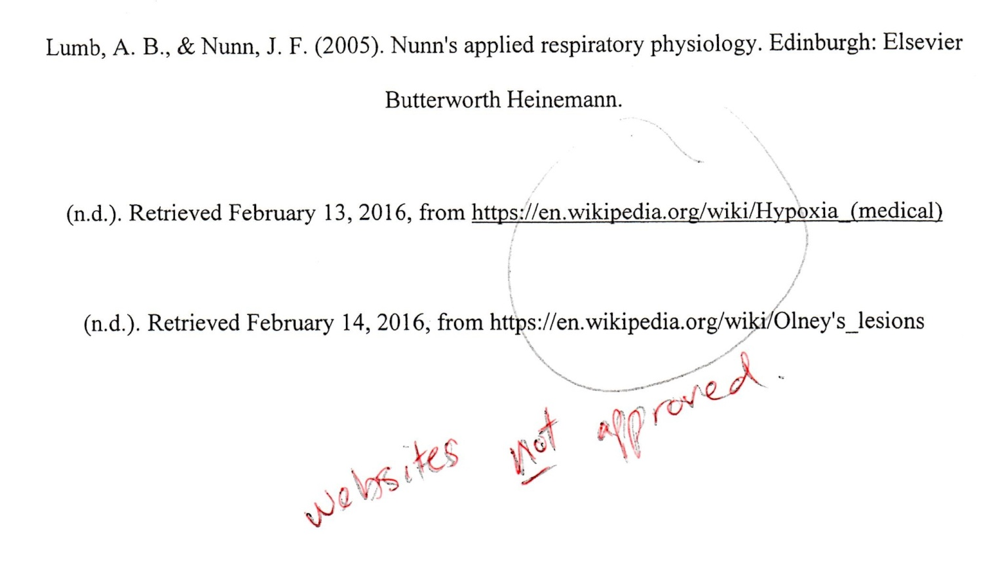 Lumb, A. B., & Nunn, J. F. (2005). Nunn's applied respiratory physiology. Edinburgh: Elsevier
Butterworth Heinemann.
(n.d.). Retrieved February 13, 2016, from https://en.wikipedia.org/wiki/Hypoxia_(medical)
(n.d.). Retrieved February 14, 2016, from https://en.wikipedia.org/wiki/Olney's_lesions
websites not approved.